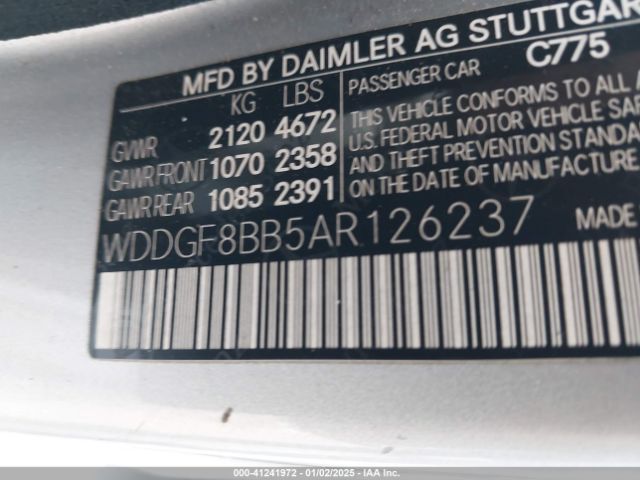 MFD BY DAIMLER AG STUTTGAR
C775
KG LBS
PASSENGER CAR
GVWR 2120 4672
GAWR FRONT 1070 2358
GAWR REAR 1085 2391
THIS VEHICLE CONFORMS TO ALL
U.S. FEDERAL MOTOR VEHICLE SA
AND THEFT PREVENTION STANDA
ON THE DATE OF MANUFACTURE
WDDGF8BB5AR126237
MADE
000-41241972 - 01/02/2025 - IAA Inc.